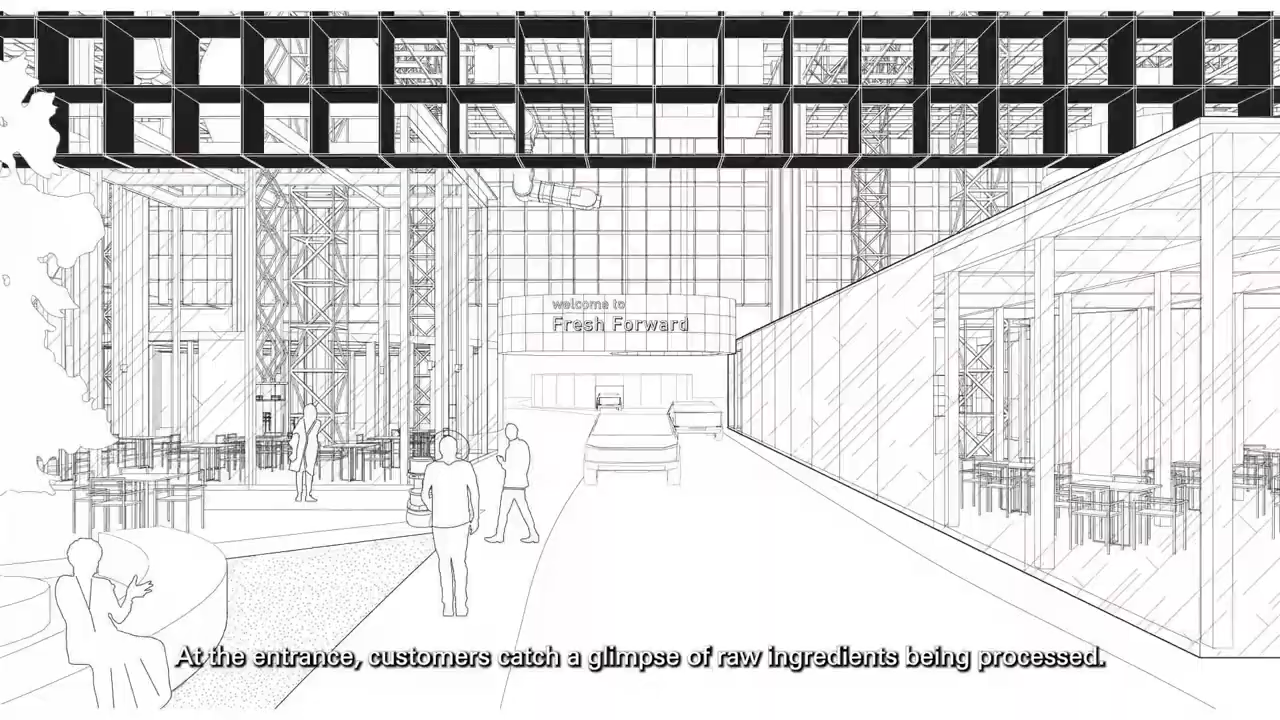 welcome to
Fresh Forward
At the entrance, customers catch a glimpse of raw ingredients being processed.